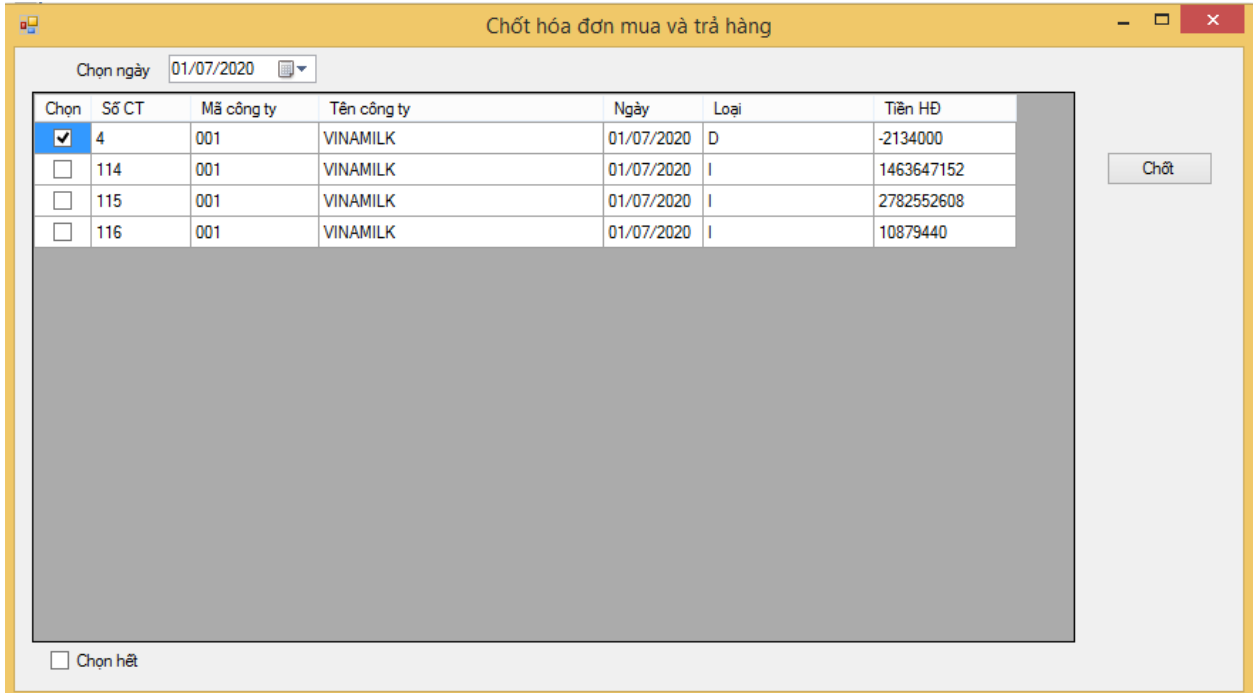 Chốt hóa đơn mua và trả hàng
Chọn ngày 01/07/2020
Chọn Số CT Mã công ty Tên công ty Ngày Loại Tiền HĐ
4 001 VINAMILK 01/07/2020 D -2134000
114 001 VINAMILK 01/07/2020 I 1463647152
Chốt
115 001 VINAMILK 01/07/2020 I 2782552608
116 001 VINAMILK 01/07/2020 I 10879440
Chọn hết